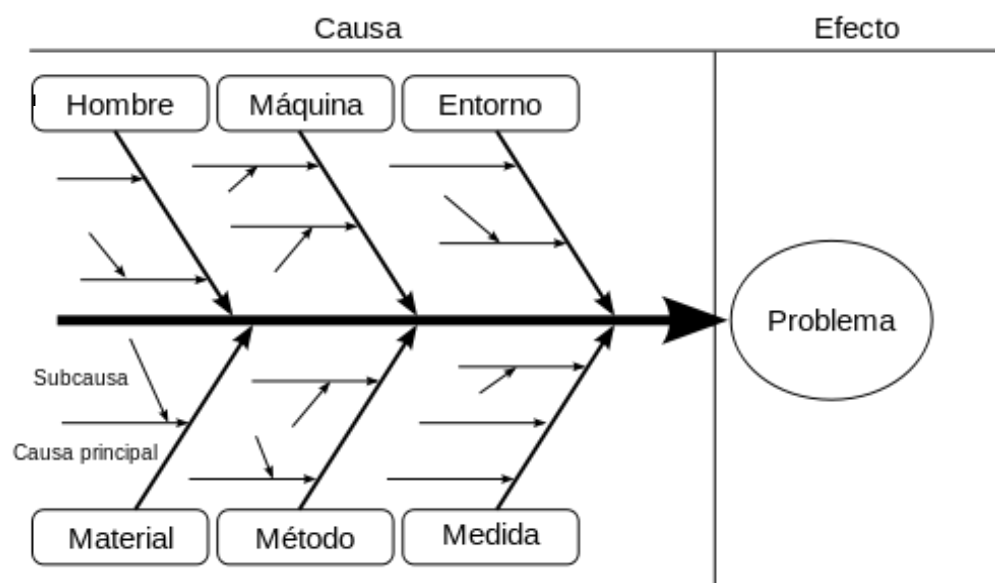 Causa
Efecto
Hombre
Máquina
Entorno
Problema
Subcausa
Causa principal
Material
Método
Medida